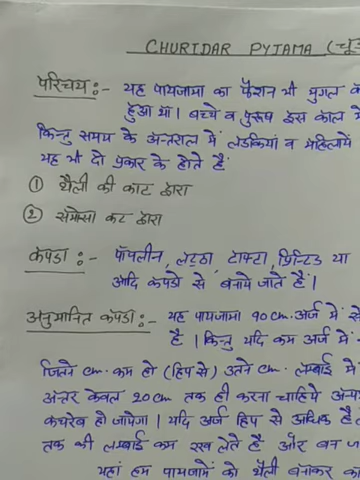 CHURIDAR PYJAMA (चूड़
परिचय :- यह पायजामा का फैशन भी मुगल क
हुआ था। बच्चे व पुरूष इस काल मे
किन्तु समय के अन्तराल में लडकियां व महिलायें
यह भी दो प्रकार के होते हैं
① थैली की काट द्वारा
② समोसा कट द्वारा
कपडा :- पॉपलीन, लट्ठा, टाफ्टा, प्रिन्टिड या
आदि कपडो से बनाये जाते हैं।
अनुमानित कपडा :- यह पायजामा 90 cm. अर्ज में से
है। किन्तु यदि कम अर्ज में
जितने cm. कम हो (हिप से) उतने cm. लम्बाई में
अन्तर केवल 20 cm तक ही करना चाहिये अन्य
कचरेब हो जायेगा। यदि अर्ज हिप से अधिक है
तक की लम्बाई कम रख लेते हैं और बन
यहां हम पायजामें को थैली बनाकर का